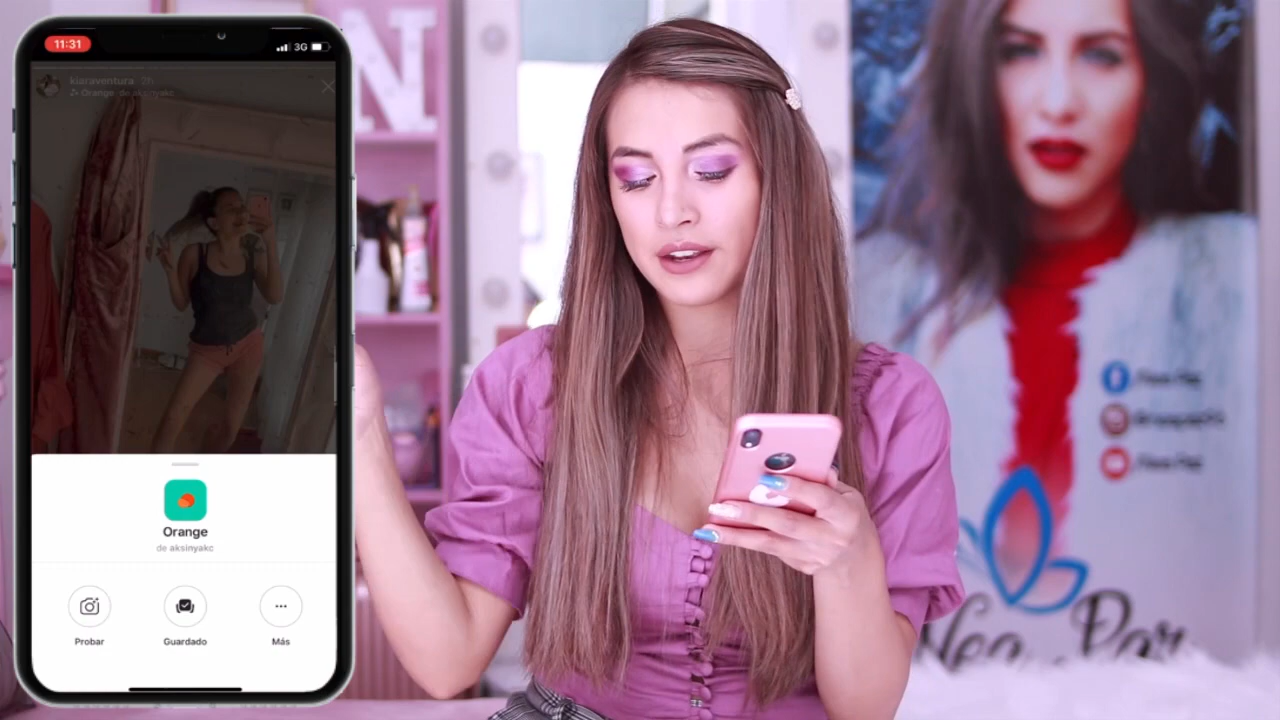 11:31
3G
kiaraventura 2h
Orange de aksinyakc
Orange
de aksinyakc
Probar
Guardado
Más
N